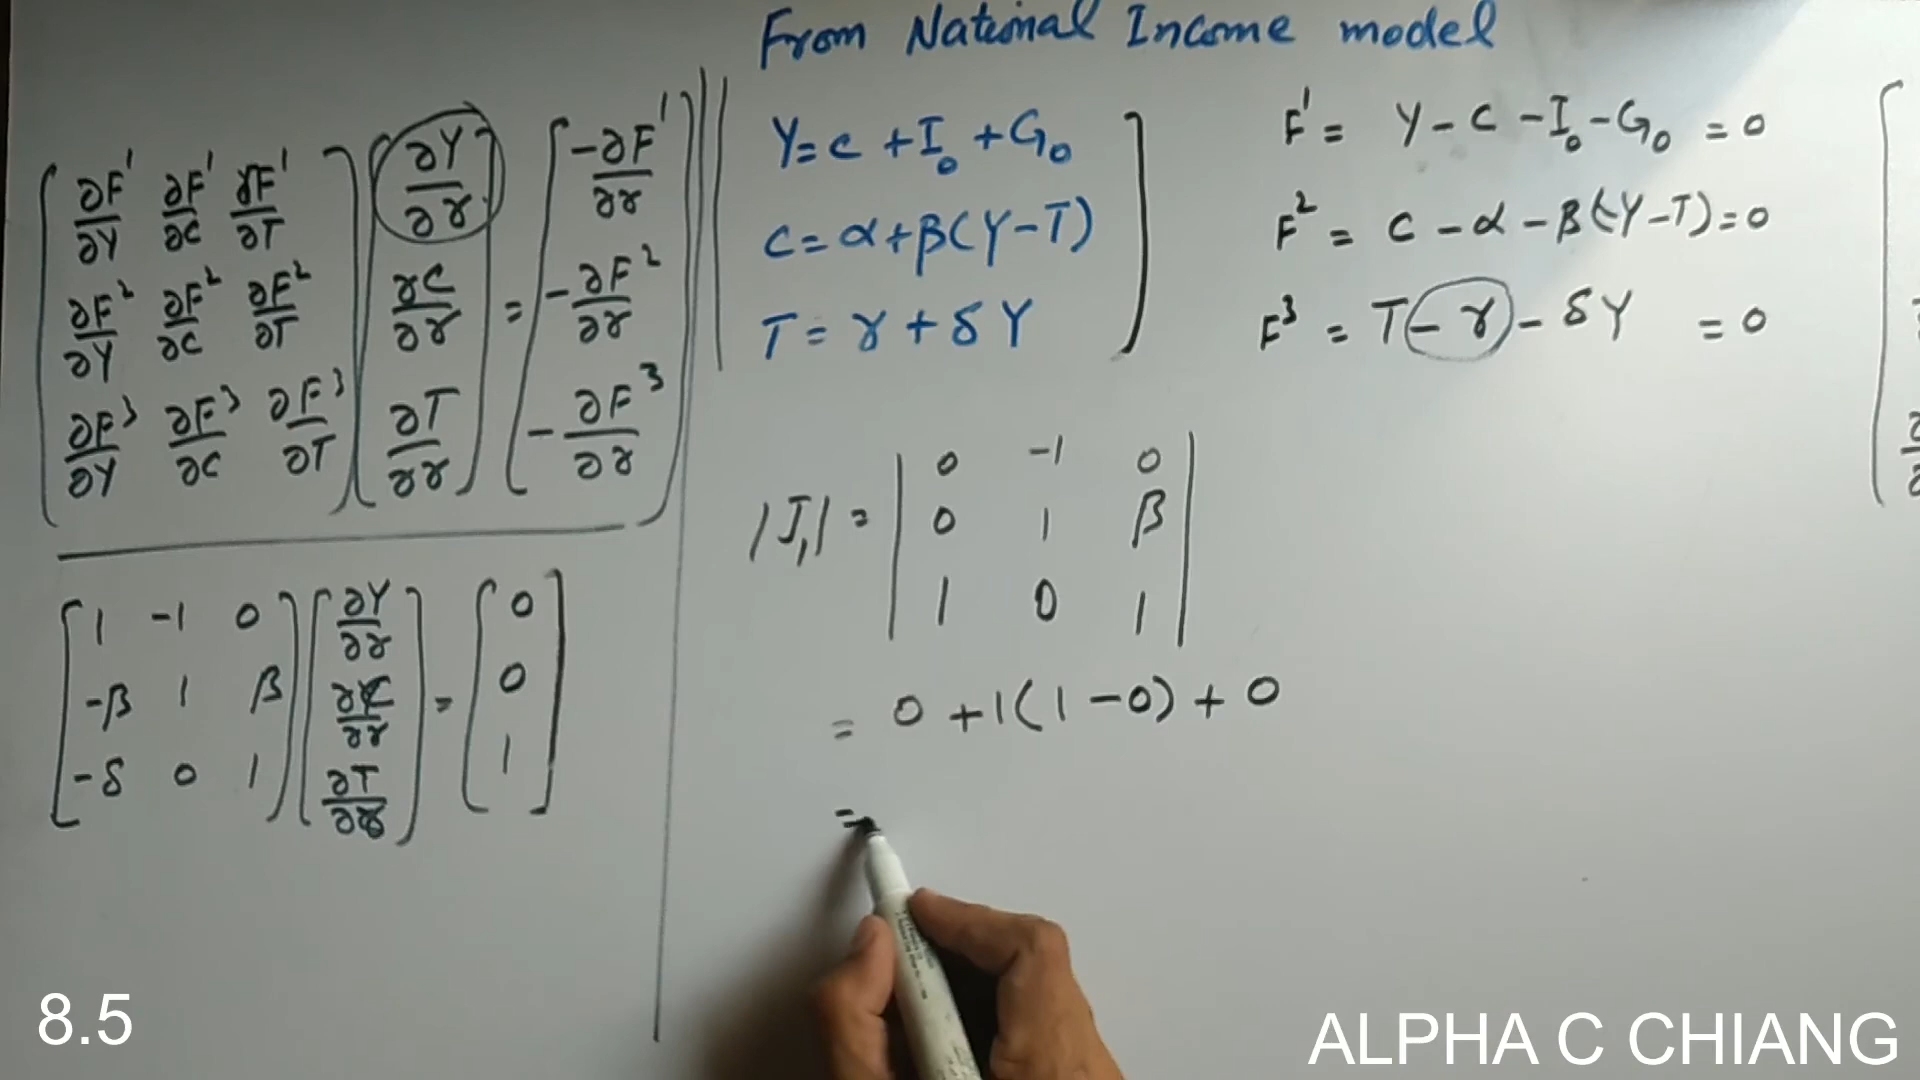 From National Income model
∂F¹/∂Y ∂F¹/∂C ∂F¹/∂T
∂F²/∂Y ∂F²/∂C ∂F²/∂T
∂F³/∂Y ∂F³/∂C ∂F³/∂T
∂Y/∂γ
∂C/∂γ
∂T/∂γ
=
-∂F¹/∂γ
-∂F²/∂γ
-∂F³/∂γ
Y = C + I₀ + G₀
C = α + β(Y - T)
T = γ + δY
F¹ = Y - C - I₀ - G₀ = 0
F² = C - α - β(Y - T) = 0
F³ = T - γ - δY = 0
1 -1 0
-β 1 β
-δ 0 1
∂Y/∂γ
∂C/∂γ
∂T/∂γ
=
0
0
1
|J₁| =
0 -1 0
0 1 β
1 0 1
= 0 + 1(1 - 0) + 0
=
8.5
ALPHA C CHIANG